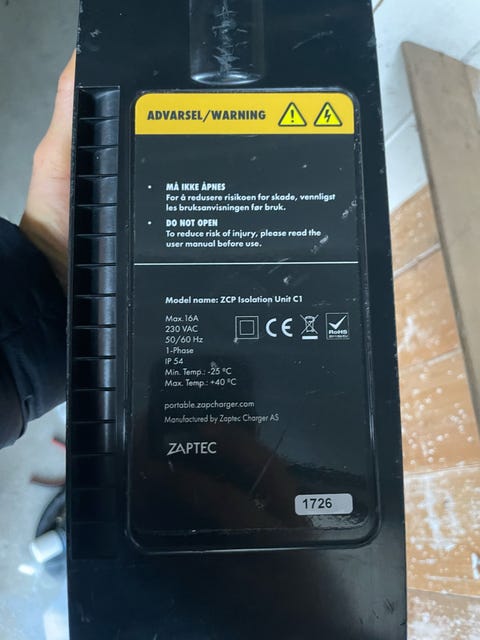 ADVARSEL/WARNING
MÅ IKKE ÅPNES
For å redusere risikoen for skade, vennligst
les bruksanvisningen før bruk.
DO NOT OPEN
To reduce risk of injury, please read the
user manual before use.
Model name: ZCP Isolation Unit C1
Max.16A
230 VAC
50/60 Hz
1-Phase
IP 54
Min. Temp.: -25 ºC
Max. Temp.: +40 ºC
CE
RoHS
portable.zapcharger.com
Manufactured by Zaptec Charger AS
ZAPTEC
1726